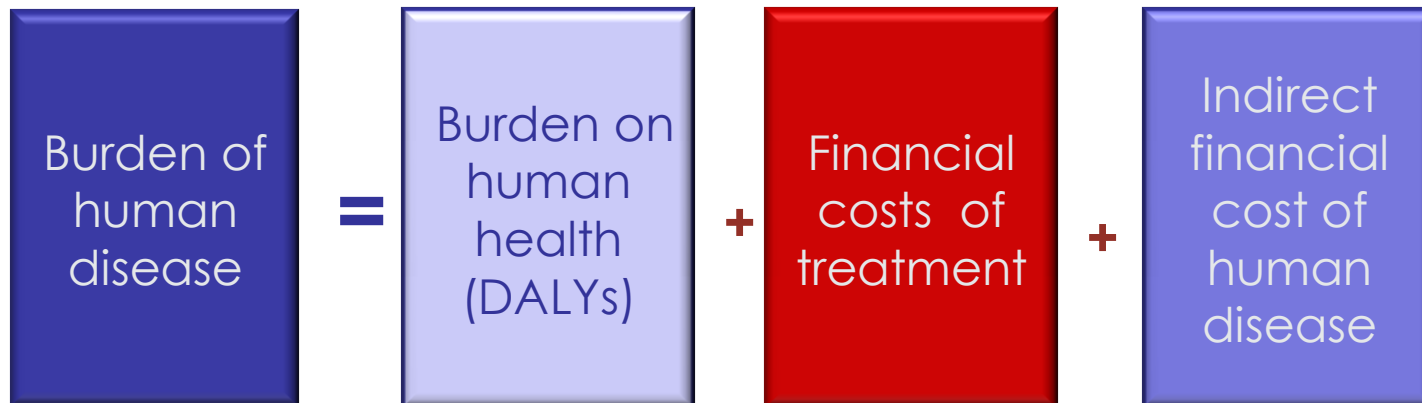 Burden of
human
disease
=
Burden on
human
health
(DALYs)
+
Financial
costs of
treatment
+
Indirect
financial
cost of
human
disease